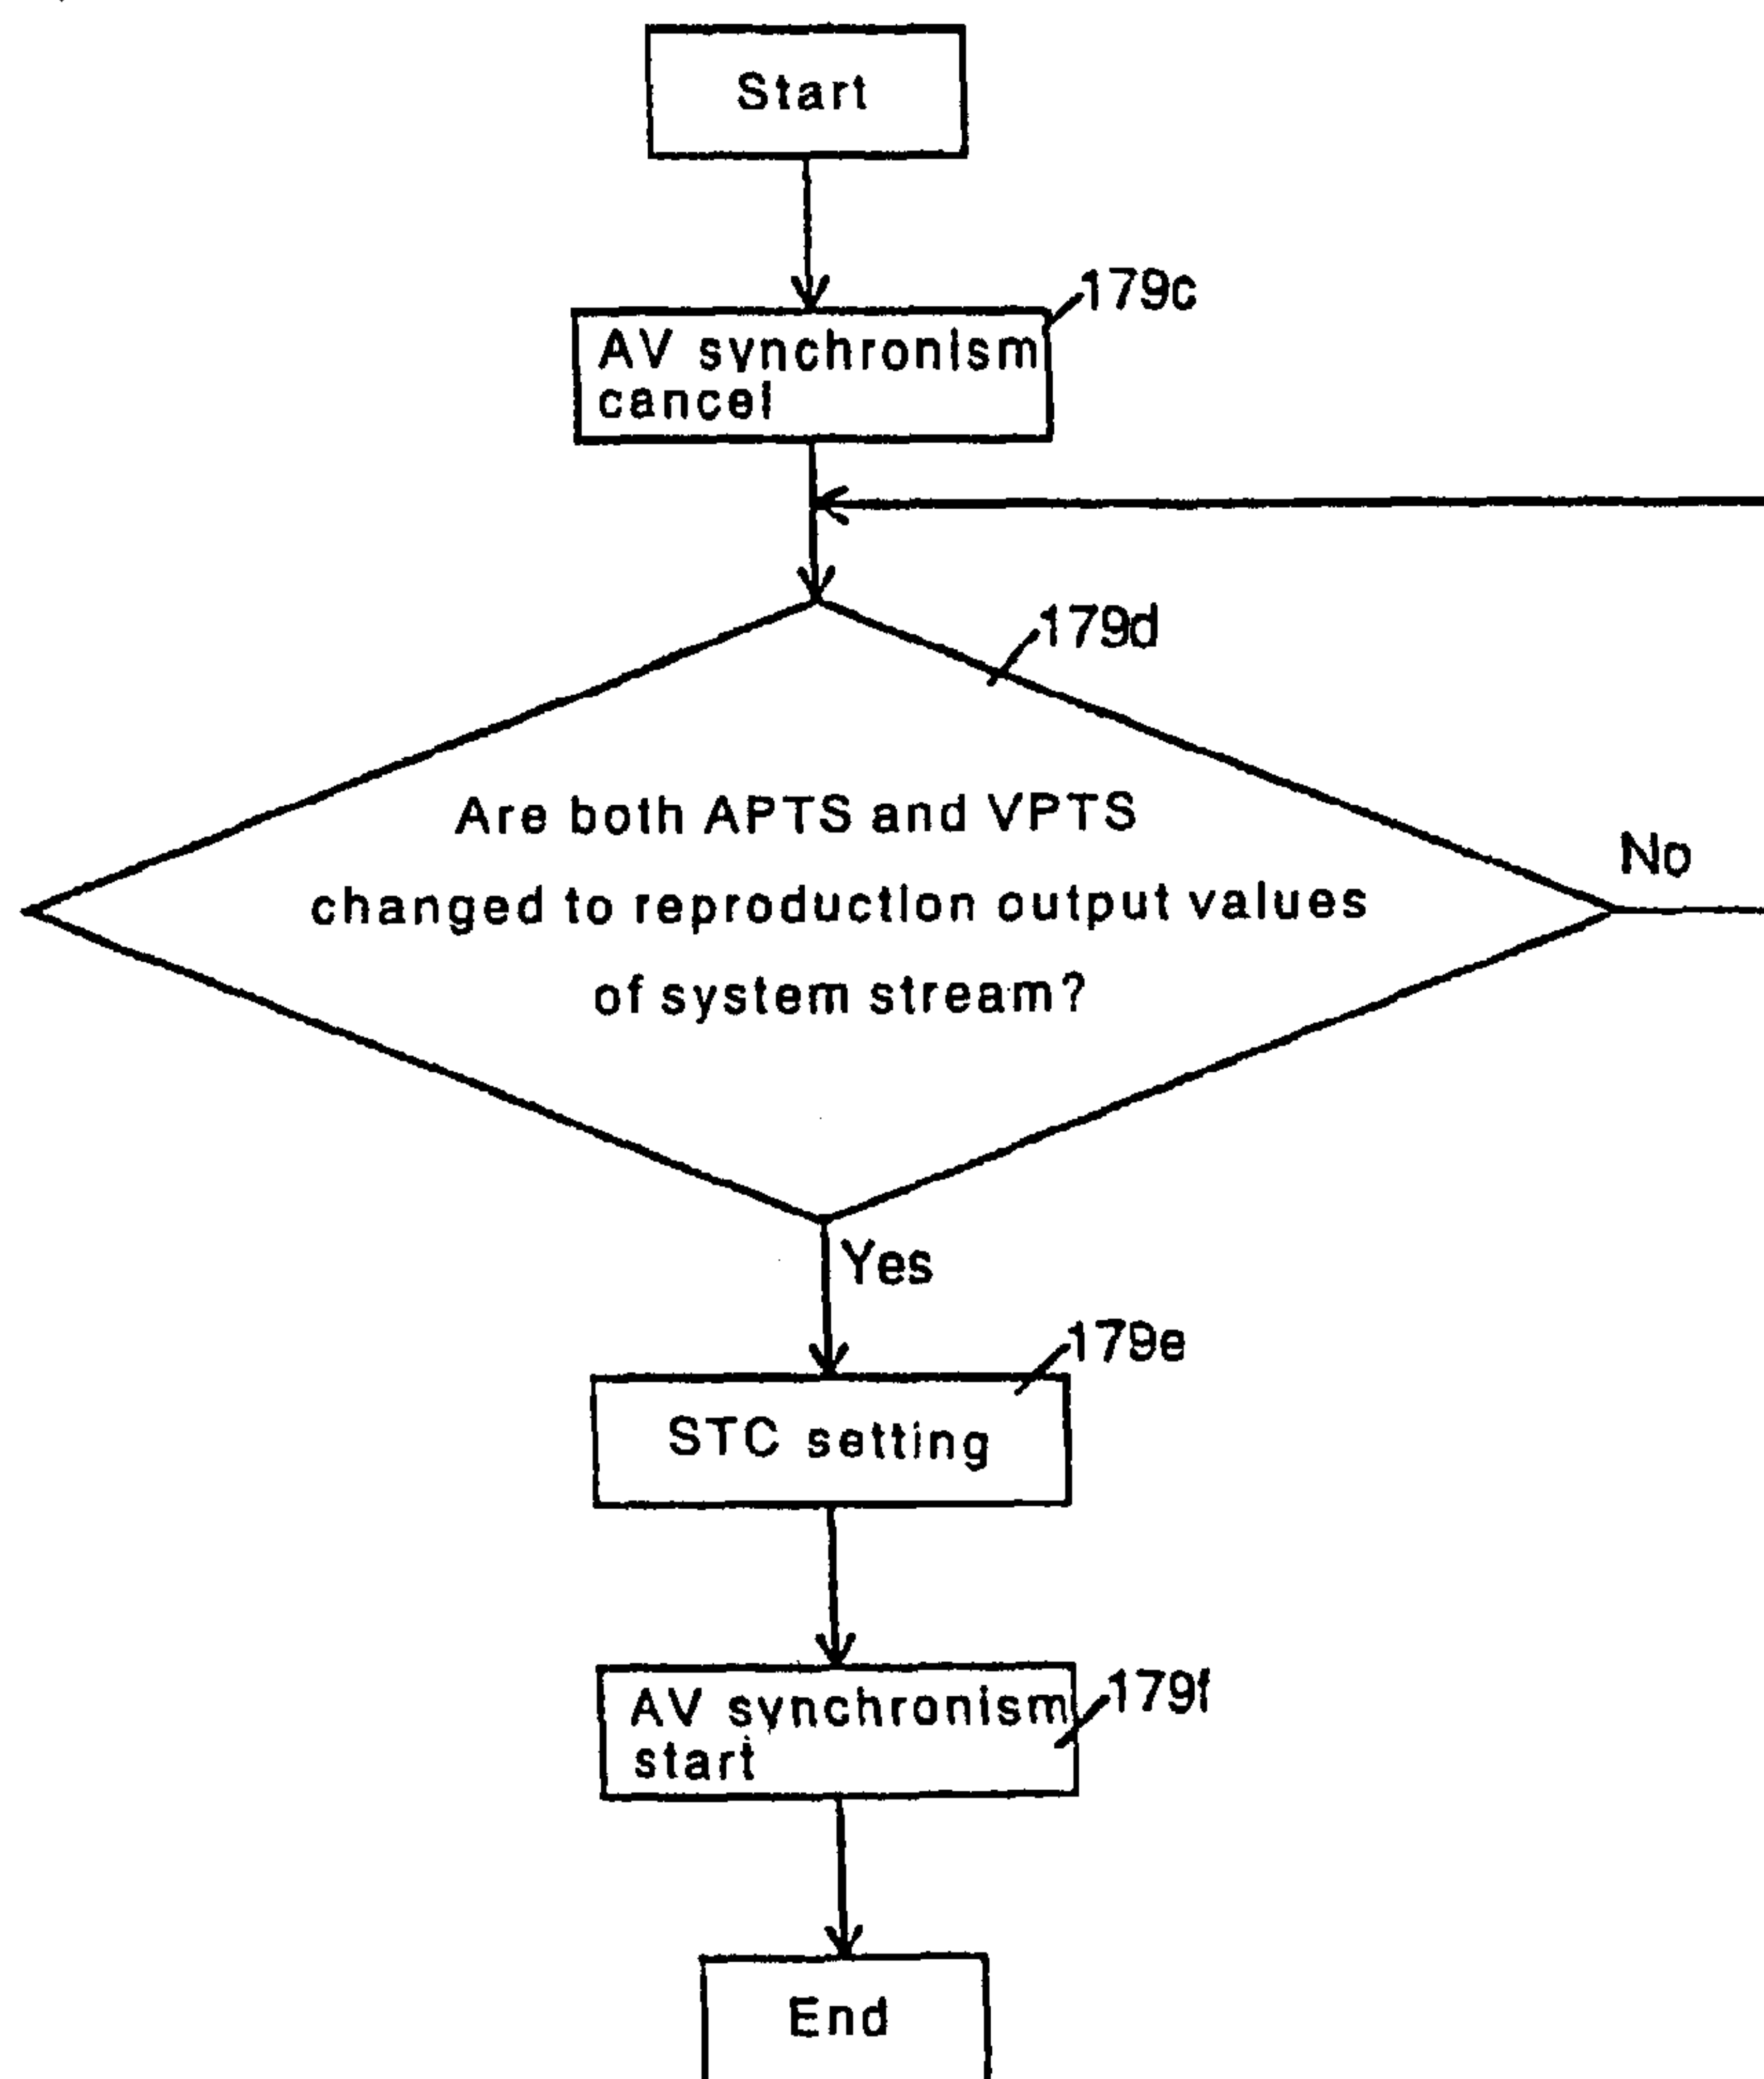 Start
179c
AV synchronism
cancel
179d
Are both APTS and VPTS
changed to reproduction output values
of system stream?
No
Yes
179e
STC setting
179f
AV synchronism
start
End